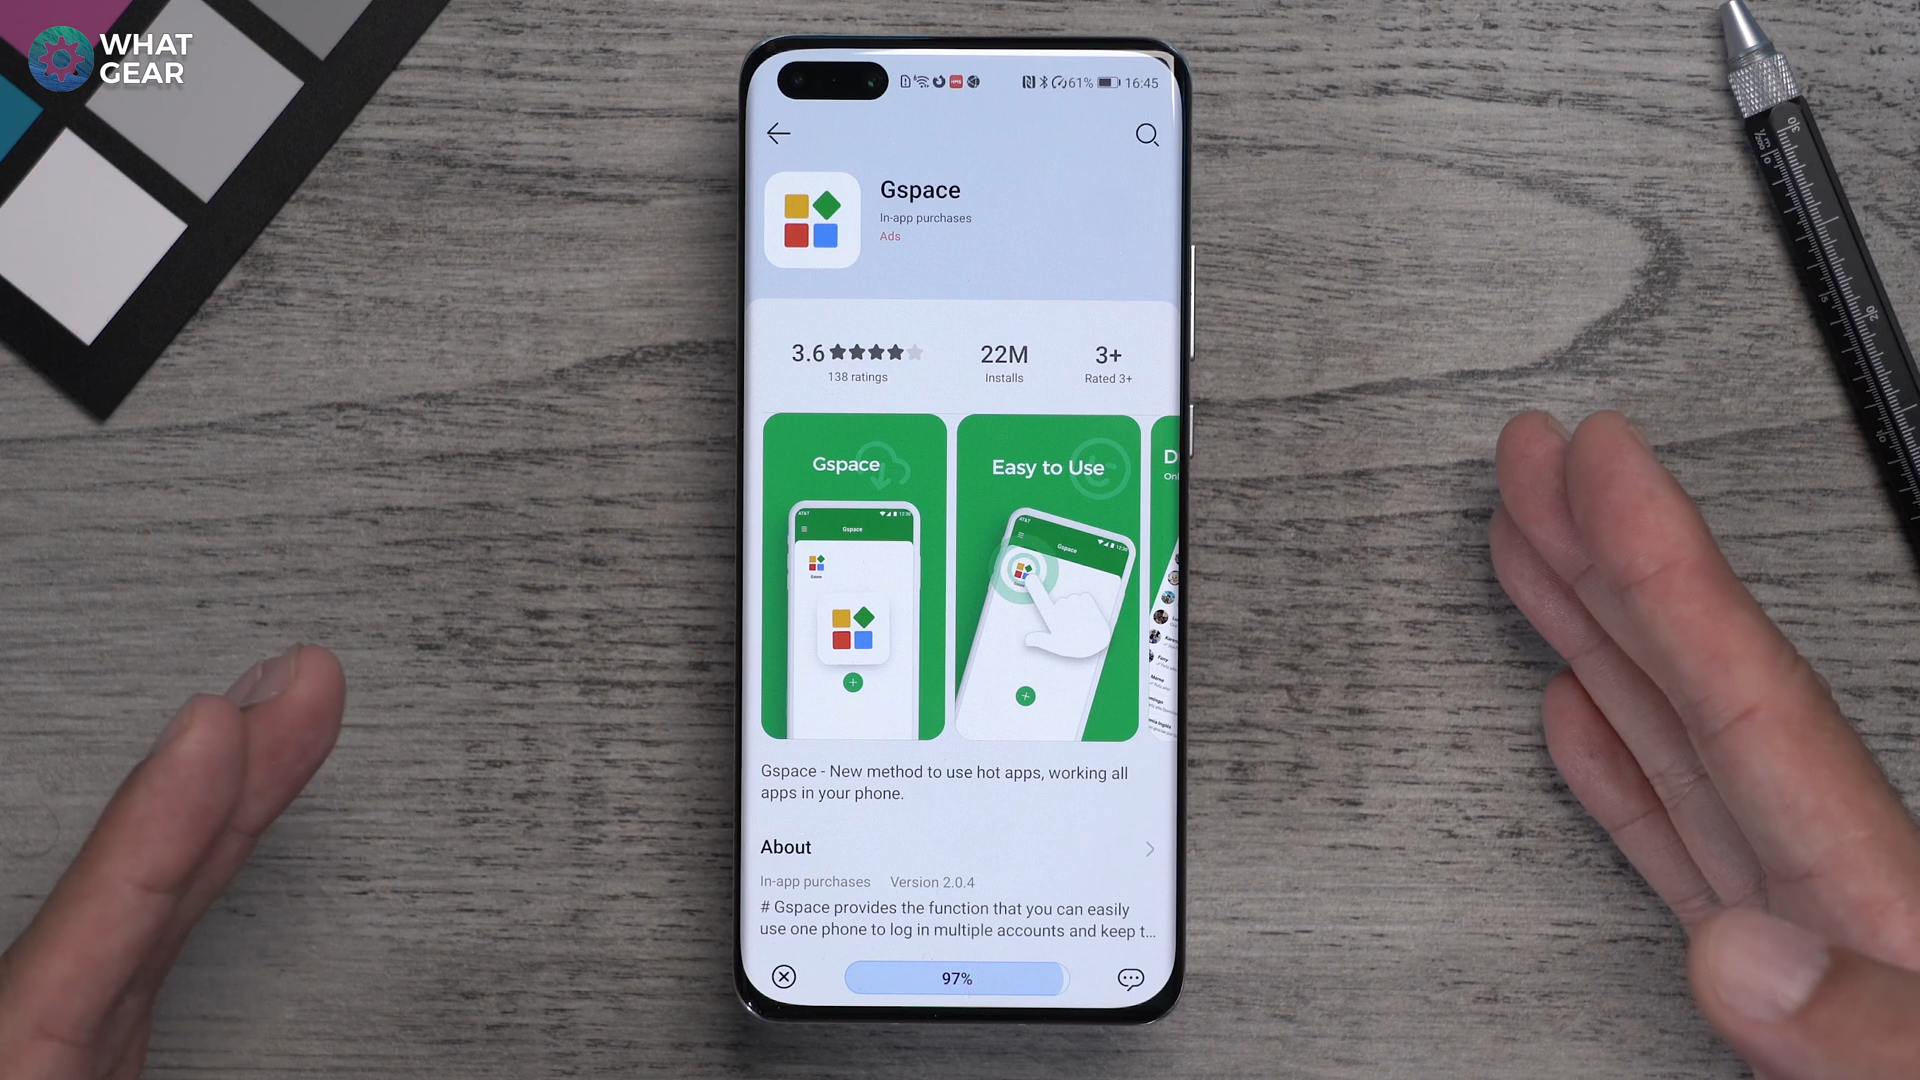 WHAT
GEAR
61% 16:45
Gspace
In-app purchases
Ads
3.6
138 ratings
22M
Installs
3+
Rated 3+
Gspace
Gspace
Easy to Use
Gspace
D
Onl
Gspace - New method to use hot apps, working all
apps in your phone.
About
In-app purchases Version 2.0.4
# Gspace provides the function that you can easily
use one phone to log in multiple accounts and keep t...
97%